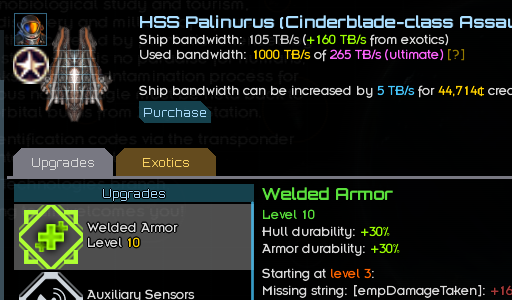 HSS Palinurus (Cinderblade-class Assau
Ship bandwidth: 105 TB/s (+160 TB/s from exotics)
Used bandwidth: 1000 TB/s of 265 TB/s (ultimate) [?]
Ship bandwidth can be increased by 5 TB/s for 44,714¢ cred
Purchase
Upgrades
Exotics
Upgrades
Welded Armor
Level 10
Auxiliary Sensors
Welded Armor
Level 10
Hull durability: +30%
Armor durability: +30%
Starting at level 3:
Missing string: [empDamageTaken]: +16